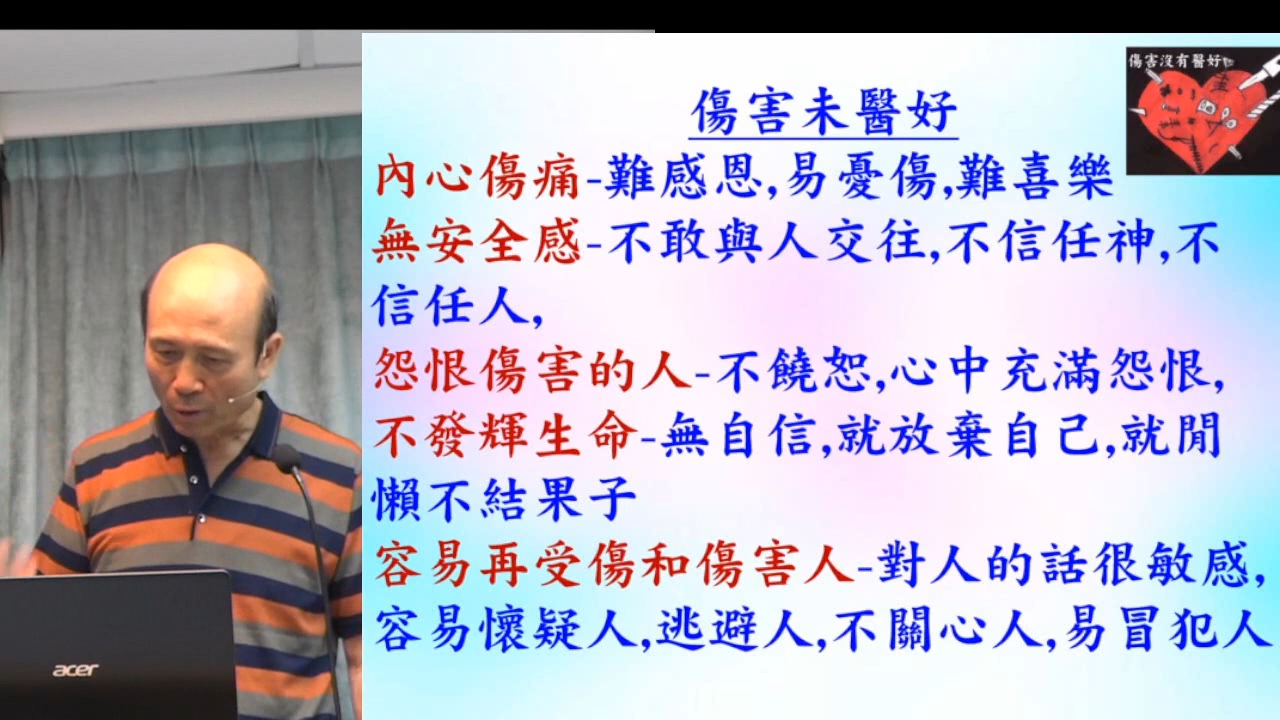 傷害沒有醫好
傷害未醫好
內心傷痛-難感恩,易憂傷,難喜樂
無安全感-不敢與人交往,不信任神,不
信任人,
怨恨傷害的人-不饒恕,心中充滿怨恨,
不發輝生命-無自信,就放棄自己,就閒
懶不結果子
容易再受傷和傷害人-對人的話很敏感,
容易懷疑人,逃避人,不關心人,易冒犯人
acer